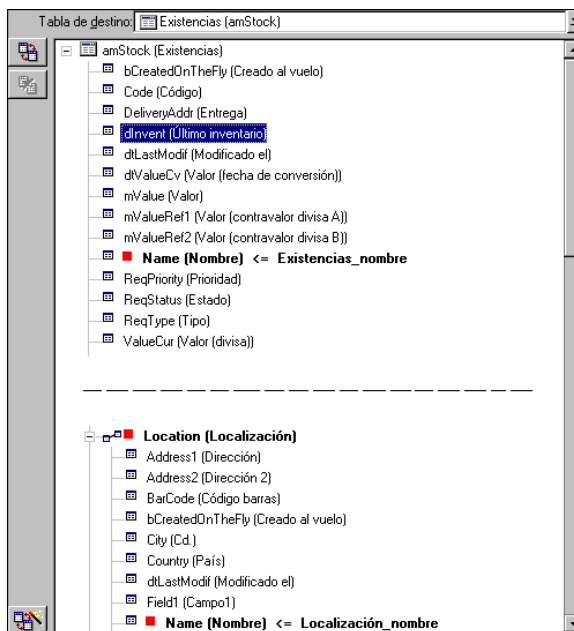 Tabla de destino: Existencias (amStock)
amStock (Existencias)
bCreatedOnTheFly (Creado al vuelo)
Code (Código)
DeliveryAddr (Entrega)
dInvent (Último inventario)
dtLastModif (Modificado el)
dtValueCv (Valor (fecha de conversión))
mValue (Valor)
mValueRef1 (Valor (contravalor divisa A))
mValueRef2 (Valor (contravalor divisa B))
Name (Nombre) <= Existencias_nombre
ReqPriority (Prioridad)
ReqStatus (Estado)
ReqType (Tipo)
ValueCur (Valor (divisa))
Location (Localización)
Address1 (Dirección)
Address2 (Dirección 2)
BarCode (Código barras)
bCreatedOnTheFly (Creado al vuelo)
City (Cd.)
Country (País)
dtLastModif (Modificado el)
Field1 (Campo1)
Name (Nombre) <= Localización_nombre